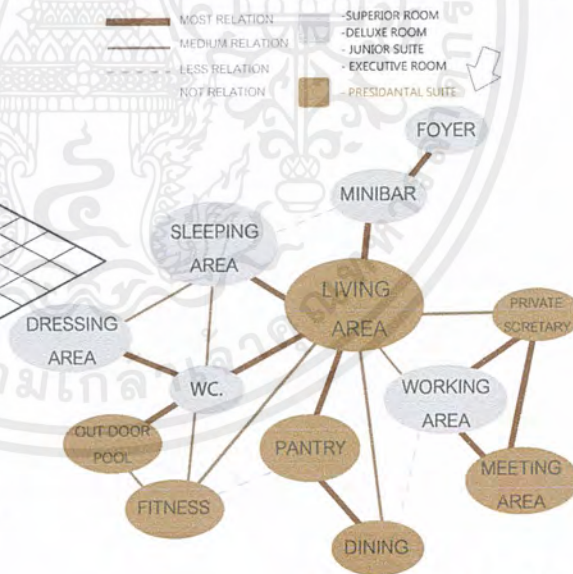 MOST RELATION
MEDIUM RELATION
LESS RELATION
NOT RELATION
-SUPERIOR ROOM
-DELUXE ROOM
- JUNIOR SUITE
- EXECUTIVE ROOM
- PRESIDANTAL SUITE
FOYER
MINIBAR
SLEEPING
AREA
LIVING
AREA
PRIVATE
SCRETARY
DRESSING
AREA
WC.
WORKING
AREA
OUT DOOR
POOL
PANTRY
MEETING
AREA
FITNESS
DINING